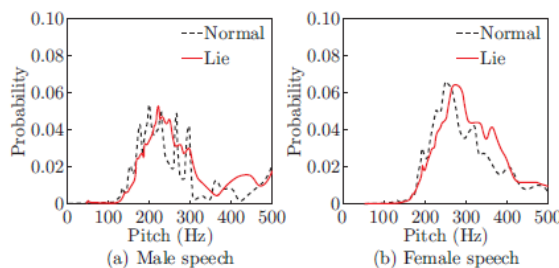 0.10
0.08
0.06
0.04
0.02
0
Probability
Normal
Lie
0 100 200 300 400 500
Pitch (Hz)
(a) Male speech
0.10
0.08
0.06
0.04
0.02
0
Probability
Normal
Lie
0 100 200 300 400 500
Pitch (Hz)
(b) Female speech